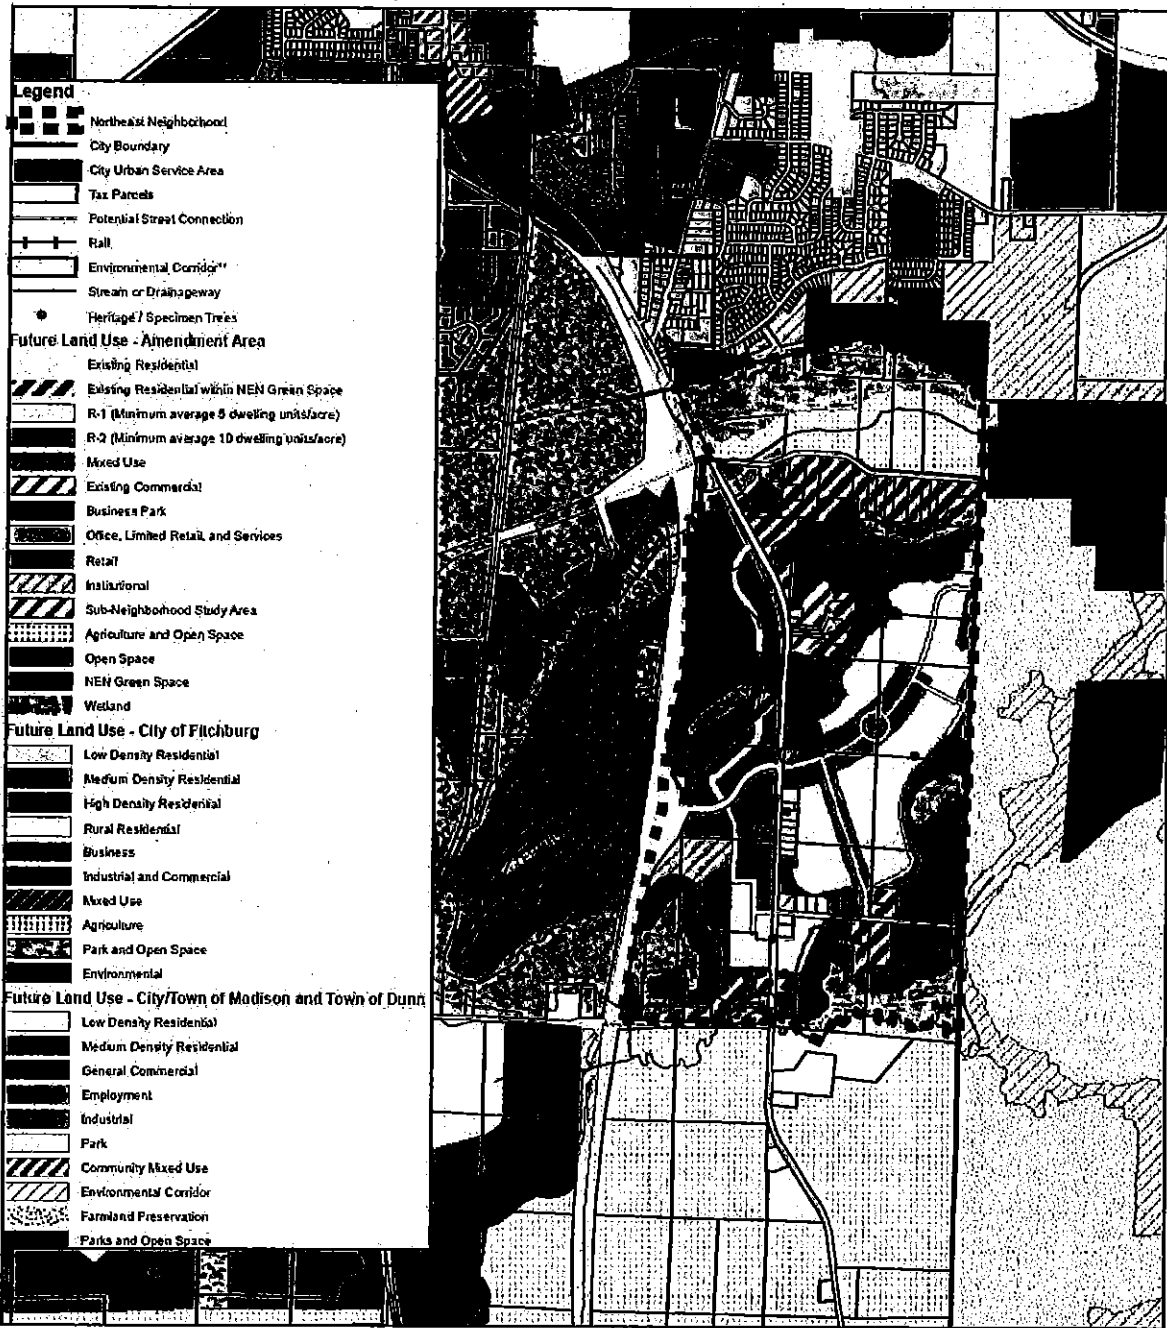 Legend
Northeast Neighborhood
City Boundary
City Urban Service Area
Tax Parcels
Potential Street Connection
Rail
Environmental Corridor**
Stream or Drainageway
Heritage / Specimen Trees
Future Land Use - Amendment Area
Existing Residential
Existing Residential within NEN Green Space
R-1 (Minimum average 5 dwelling units/acre)
R-2 (Minimum average 10 dwelling units/acre)
Mixed Use
Existing Commercial
Business Park
Office, Limited Retail, and Services
Retail
Institutional
Sub-Neighborhood Study Area
Agriculture and Open Space
Open Space
NEN Green Space
Wetland
Future Land Use - City of Fitchburg
Low Density Residential
Medium Density Residential
High Density Residential
Rural Residential
Business
Industrial and Commercial
Mixed Use
Agriculture
Park and Open Space
Environmental
Future Land Use - City/Town of Madison and Town of Dunn
Low Density Residential
Medium Density Residential
General Commercial
Employment
Industrial
Park
Community Mixed Use
Environmental Corridor
Farmland Preservation
Parks and Open Space